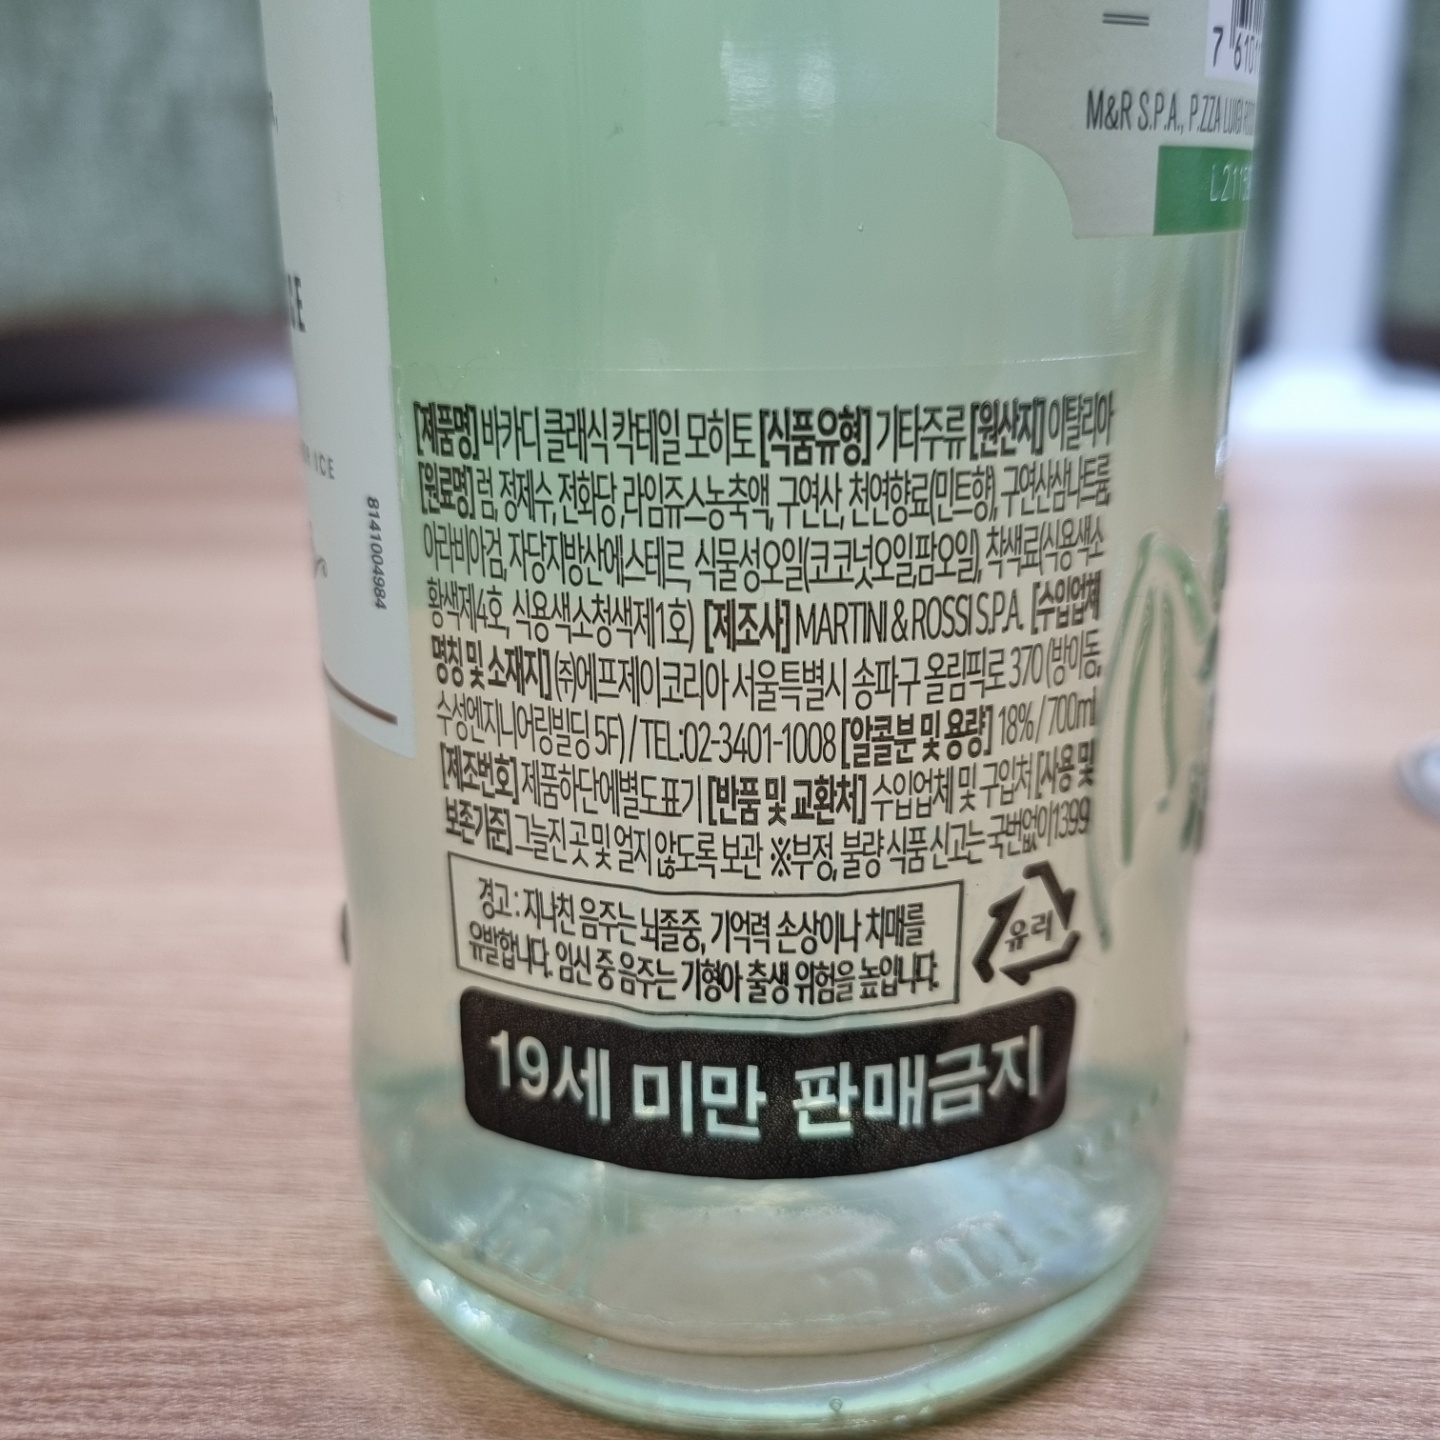 7 6101
M&R S.P.A., P.ZZA LUIGI
L211
ICE
8141004984
[제품명] 바카디 클래식 칵테일 모히토 [식품유형] 기타주류 [원산지] 이탈리아
[원료명] 럼, 정제수, 전화당, 라임쥬스농축액, 구연산, 천연향료(민트향), 구연산삼나트륨,
아라비아검, 자당지방산에스테르, 식물성오일(코코넛오일,팜오일), 착색료(식용색소
황색제4호, 식용색소청색제1호) [제조사] MARTINI & ROSSI S.P.A. [수입업체
명칭 및 소재지] (주)에프제이코리아 서울특별시 송파구 올림픽로 370 (방이동,
수성엔지니어링빌딩 5F) / TEL:02-3401-1008 [알콜분 및 용량] 18% / 700ml
[제조번호] 제품하단에별도표기 [반품 및 교환처] 수입업체 및 구입처 [사용 및
보존기준] 그늘진 곳 및 얼지 않도록 보관 ※부정, 불량 식품 신고는 국번없이1399
경고 : 지나친 음주는 뇌졸중, 기억력 손상이나 치매를
유발합니다. 임신 중 음주는 기형아 출생 위험을 높입니다.
유리
19세 미만 판매금지